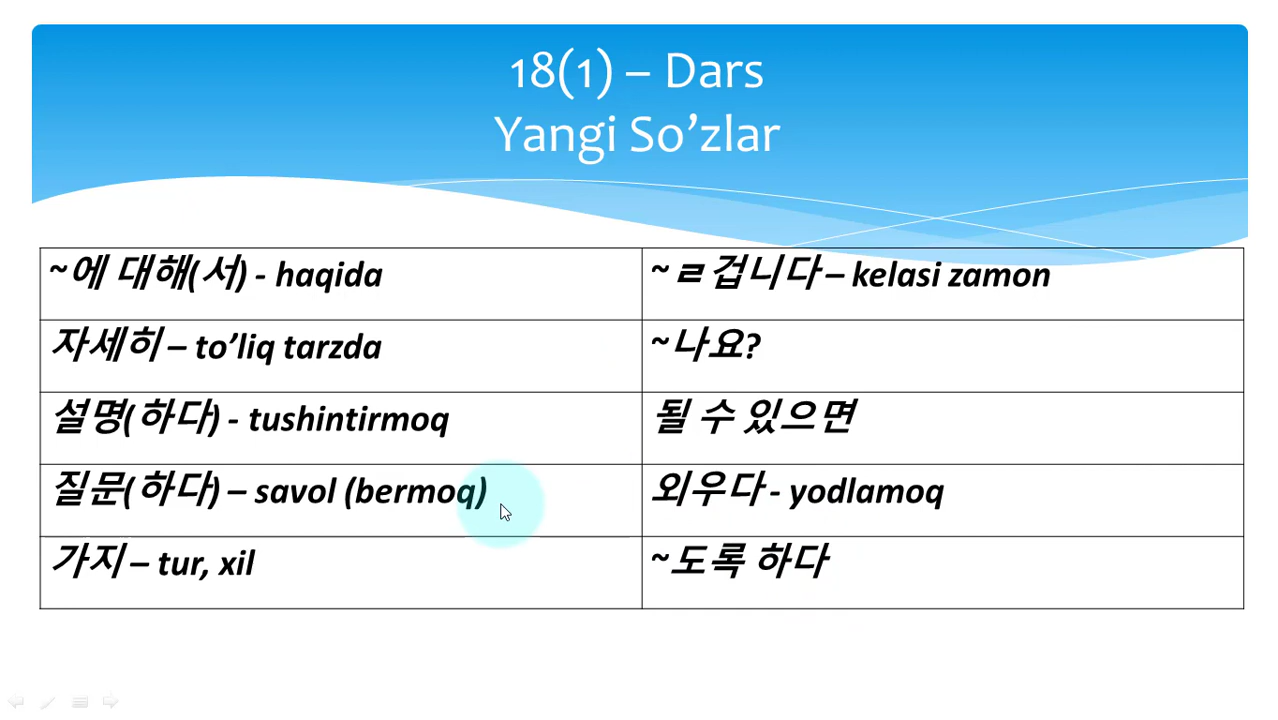 18(1) – Dars
Yangi So’zlar
~에 대해(서) - haqida
~ㄹ겁니다 – kelasi zamon
자세히 – to’liq tarzda
~나요?
설명(하다) - tushintirmoq
될 수 있으면
질문(하다) – savol (bermoq)
외우다 - yodlamoq
가지 – tur, xil
~도록 하다